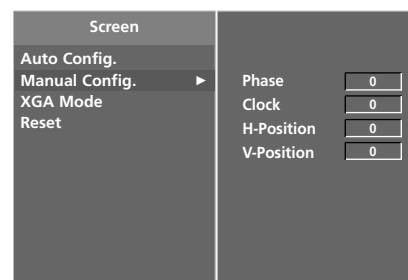 Screen
Auto Config.
Manual Config. ►
XGA Mode
Reset
Phase 0
Clock 0
H-Position 0
V-Position 0